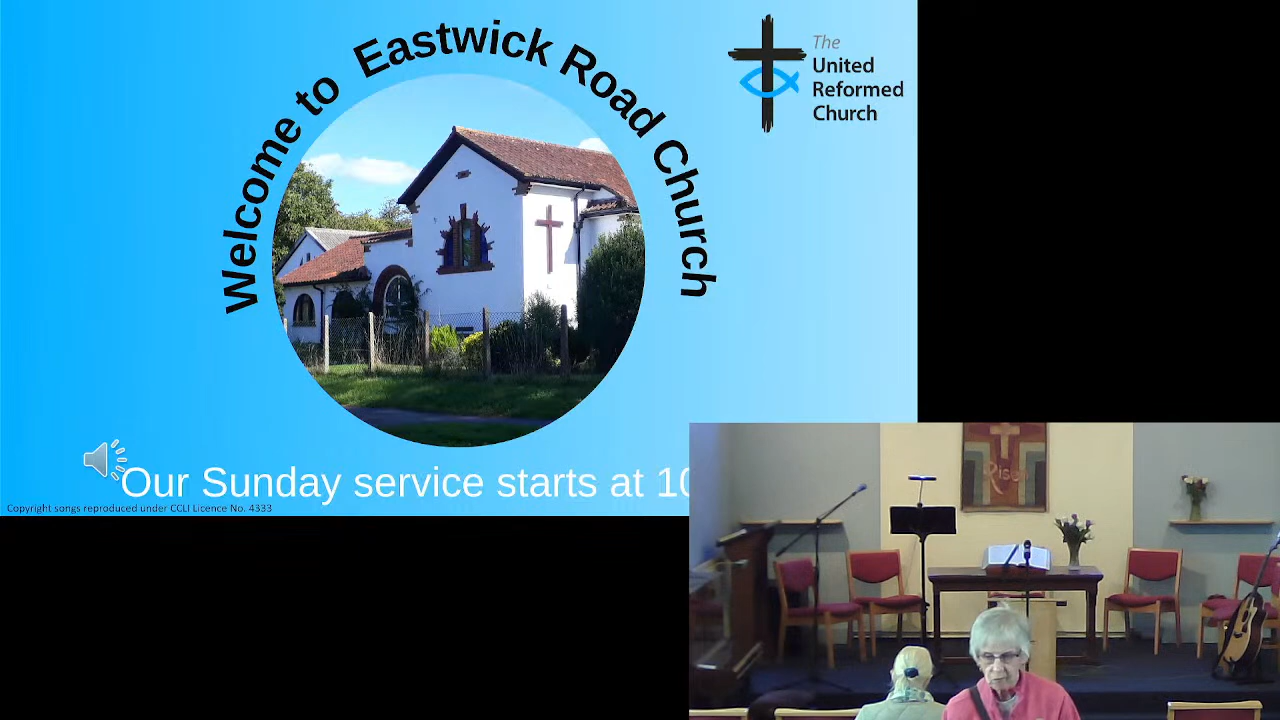 Welcome to Eastwick Road Church
The
United
Reformed
Church
Our Sunday service starts at 10
Copyright songs reproduced under CCLI Licence No. 4333
Risen